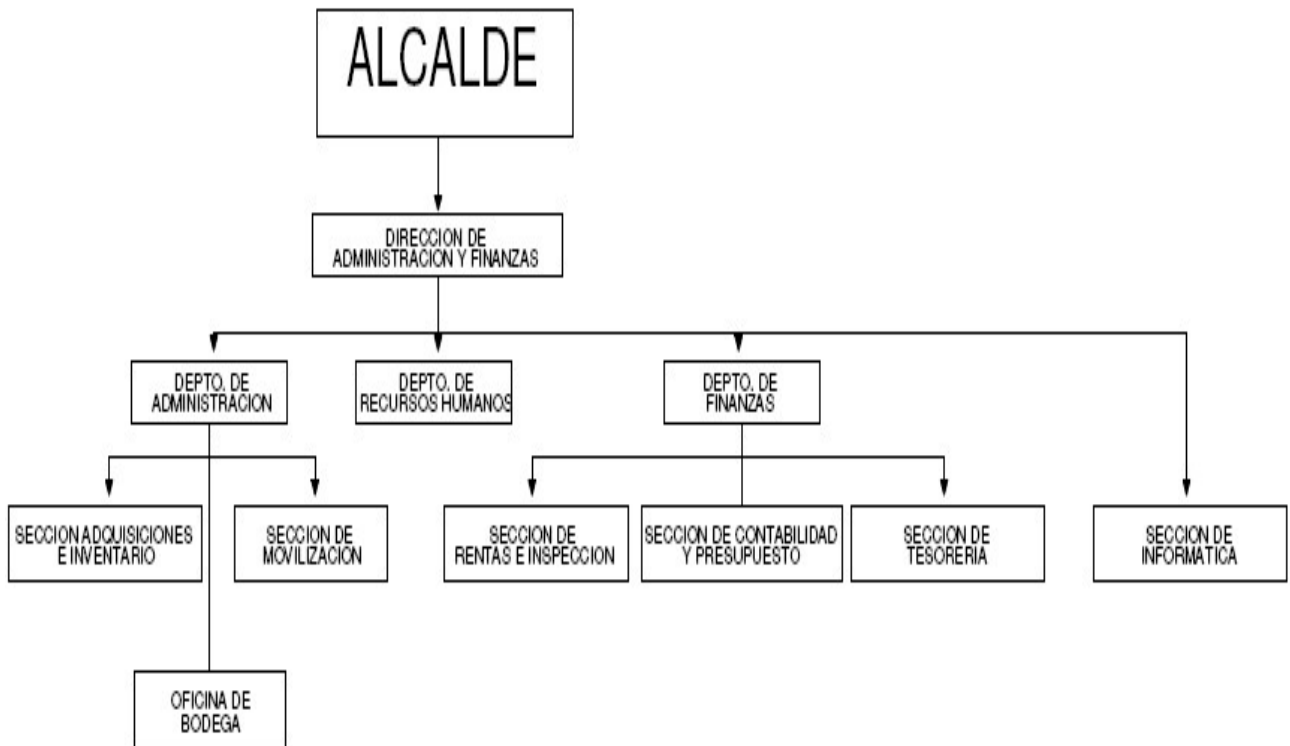 ALCALDE
DIRECCION DE
ADMINISTRACION Y FINANZAS
DEPTO. DE
ADMINISTRACION
DEPTO. DE
RECURSOS HUMANOS
DEPTO. DE
FINANZAS
SECCION ADQUISICIONES
E INVENTARIO
SECCION DE
MOVILIZACION
SECCION DE
RENTAS E INSPECCION
SECCION DE CONTABILIDAD
Y PRESUPUESTO
SECCION DE
TESORERIA
SECCION DE
INFORMATICA
OFICINA DE
BODEGA